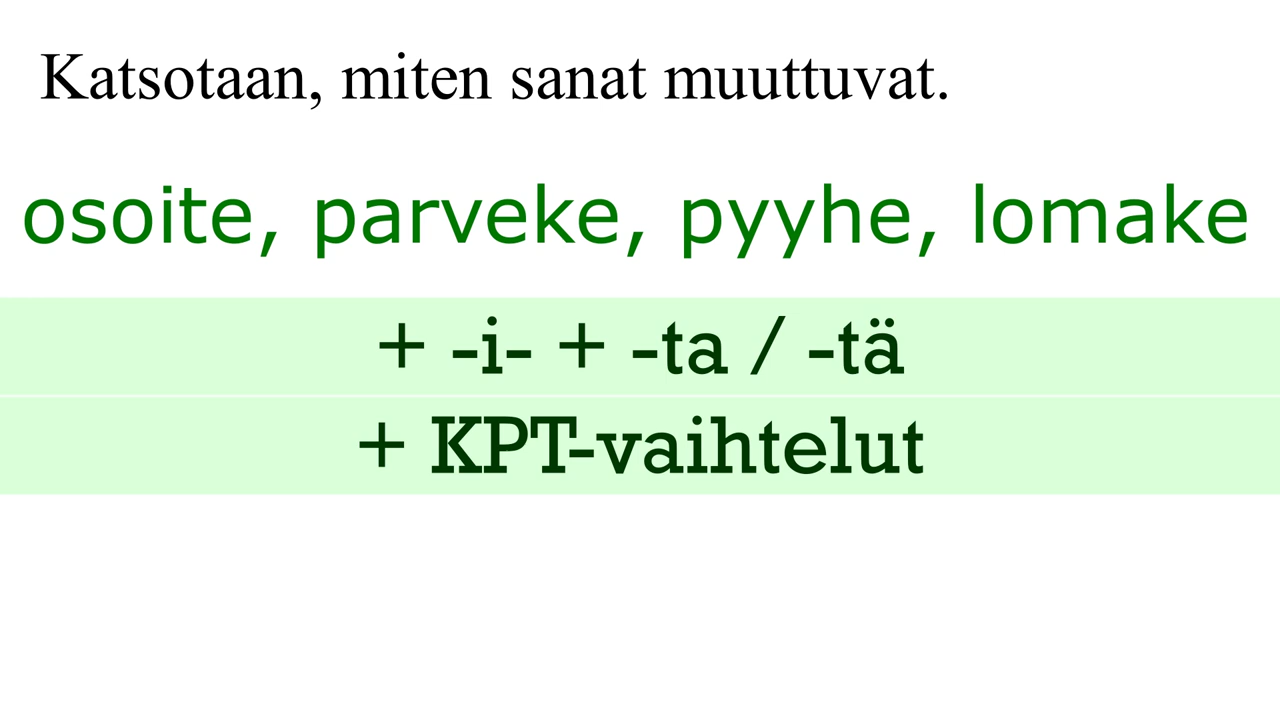 Katsotaan, miten sanat muuttuvat.
osoite, parveke, pyyhe, lomake
+ -i- + -ta / -tä
+ KPT-vaihtelut